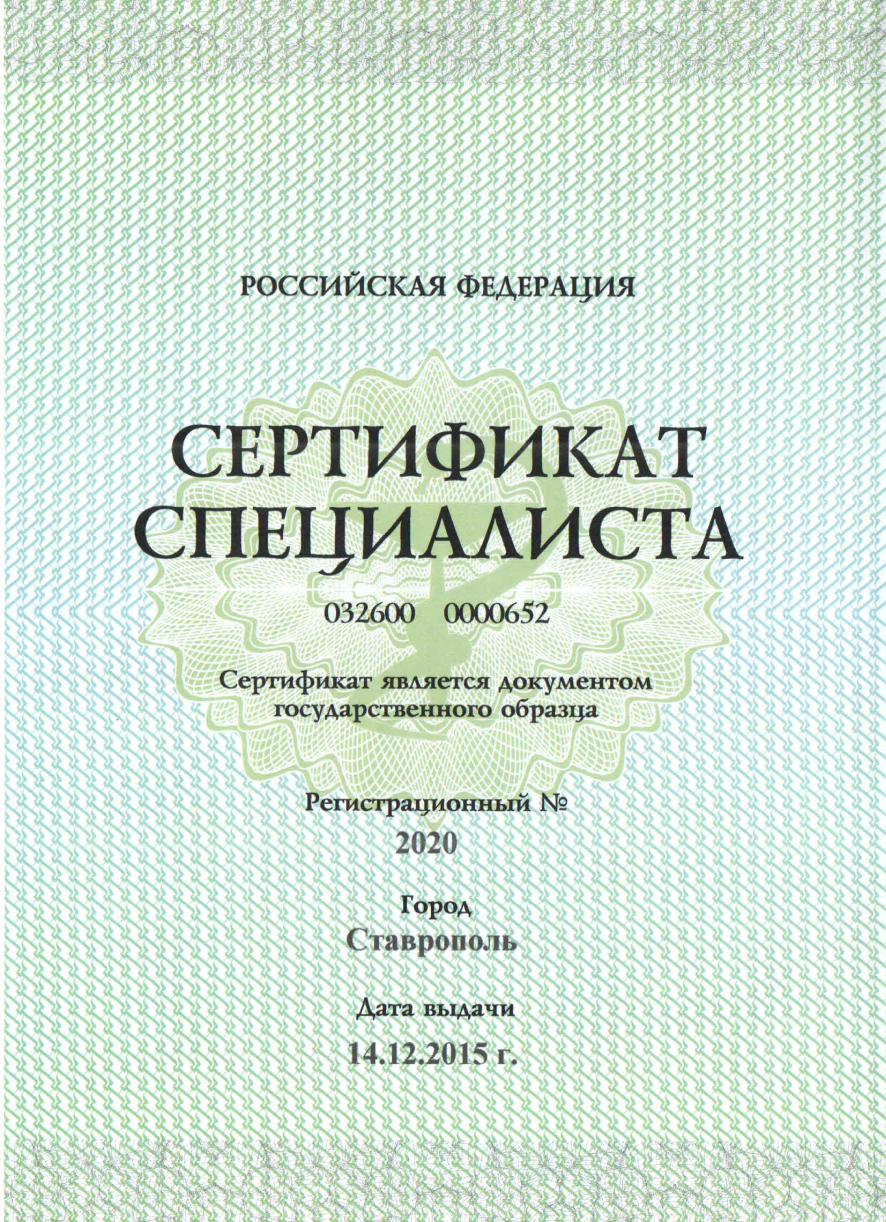 РОССИЙСКАЯ ФЕДЕРАЦИЯ
СЕРТИФИКАТ
СПЕЦИАЛИСТА
032600 0000652
Сертификат является документом
государственного образца
Регистрационный №
2020
Город
Ставрополь
Дата выдачи
14.12.2015 г.